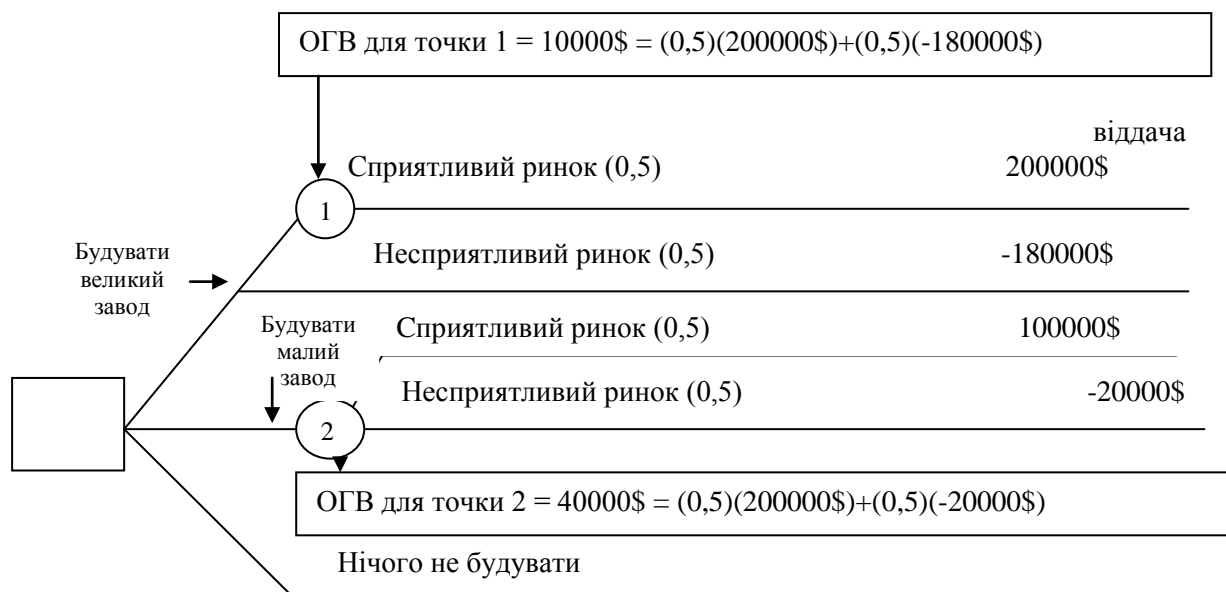 ОГВ для точки 1 = 10000$ = (0,5)(200000$)+(0,5)(-180000$)
віддача
Сприятливий ринок (0,5) 200000$
1
Несприятливий ринок (0,5) -180000$
Будувати
великий
завод
Сприятливий ринок (0,5) 100000$
Будувати
малий
завод
Несприятливий ринок (0,5) -20000$
2
ОГВ для точки 2 = 40000$ = (0,5)(200000$)+(0,5)(-20000$)
Нічого не будувати